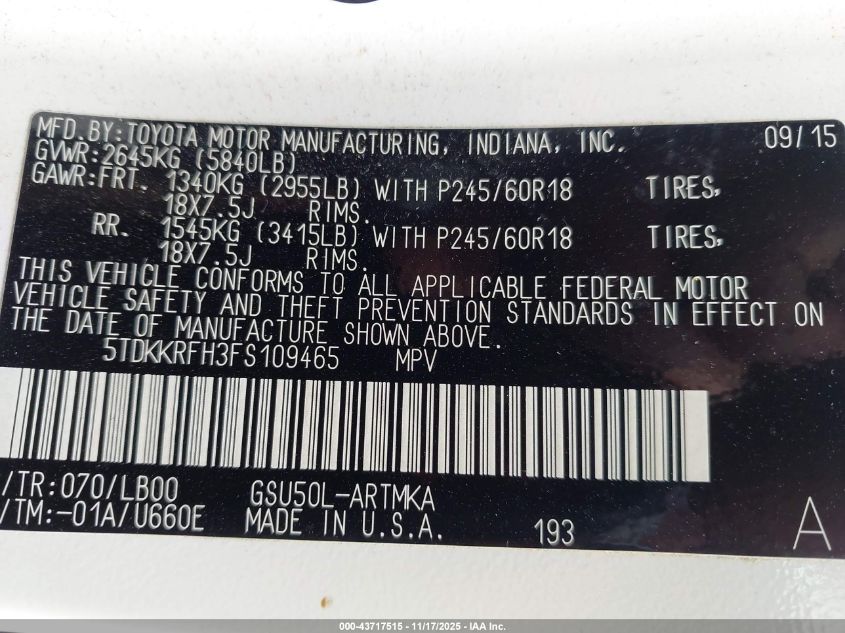 MFD. BY: TOYOTA MOTOR MANUFACTURING, INDIANA, INC. 09/15
GVWR: 2645KG (5840LB)
GAWR: FRT. 1340KG (2955LB) WITH P245/60R18 TIRES,
18X7.5J RIMS.
RR. 1545KG (3415LB) WITH P245/60R18 TIRES,
18X7.5J RIMS.
THIS VEHICLE CONFORMS TO ALL APPLICABLE FEDERAL MOTOR
VEHICLE SAFETY AND THEFT PREVENTION STANDARDS IN EFFECT ON
THE DATE OF MANUFACTURE SHOWN ABOVE.
5TDKKRFH3FS109465 MPV
/TR: 070/LB00 GSU50L-ARTMKA
/TM:-01A/U660E MADE IN U.S.A. 193 A
000-43717515 - 11/17/2025 - IAA Inc.